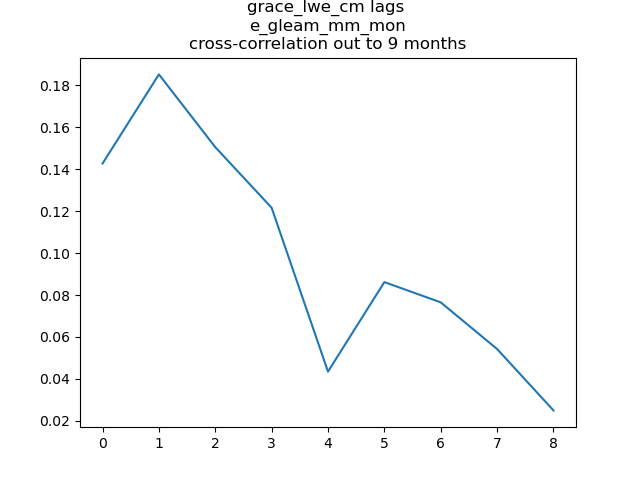 grace_lwe_cm lags
e_gleam_mm_mon
cross-correlation out to 9 months
0.18
0.16
0.14
0.12
0.10
0.08
0.06
0.04
0.02
0 1 2 3 4 5 6 7 8